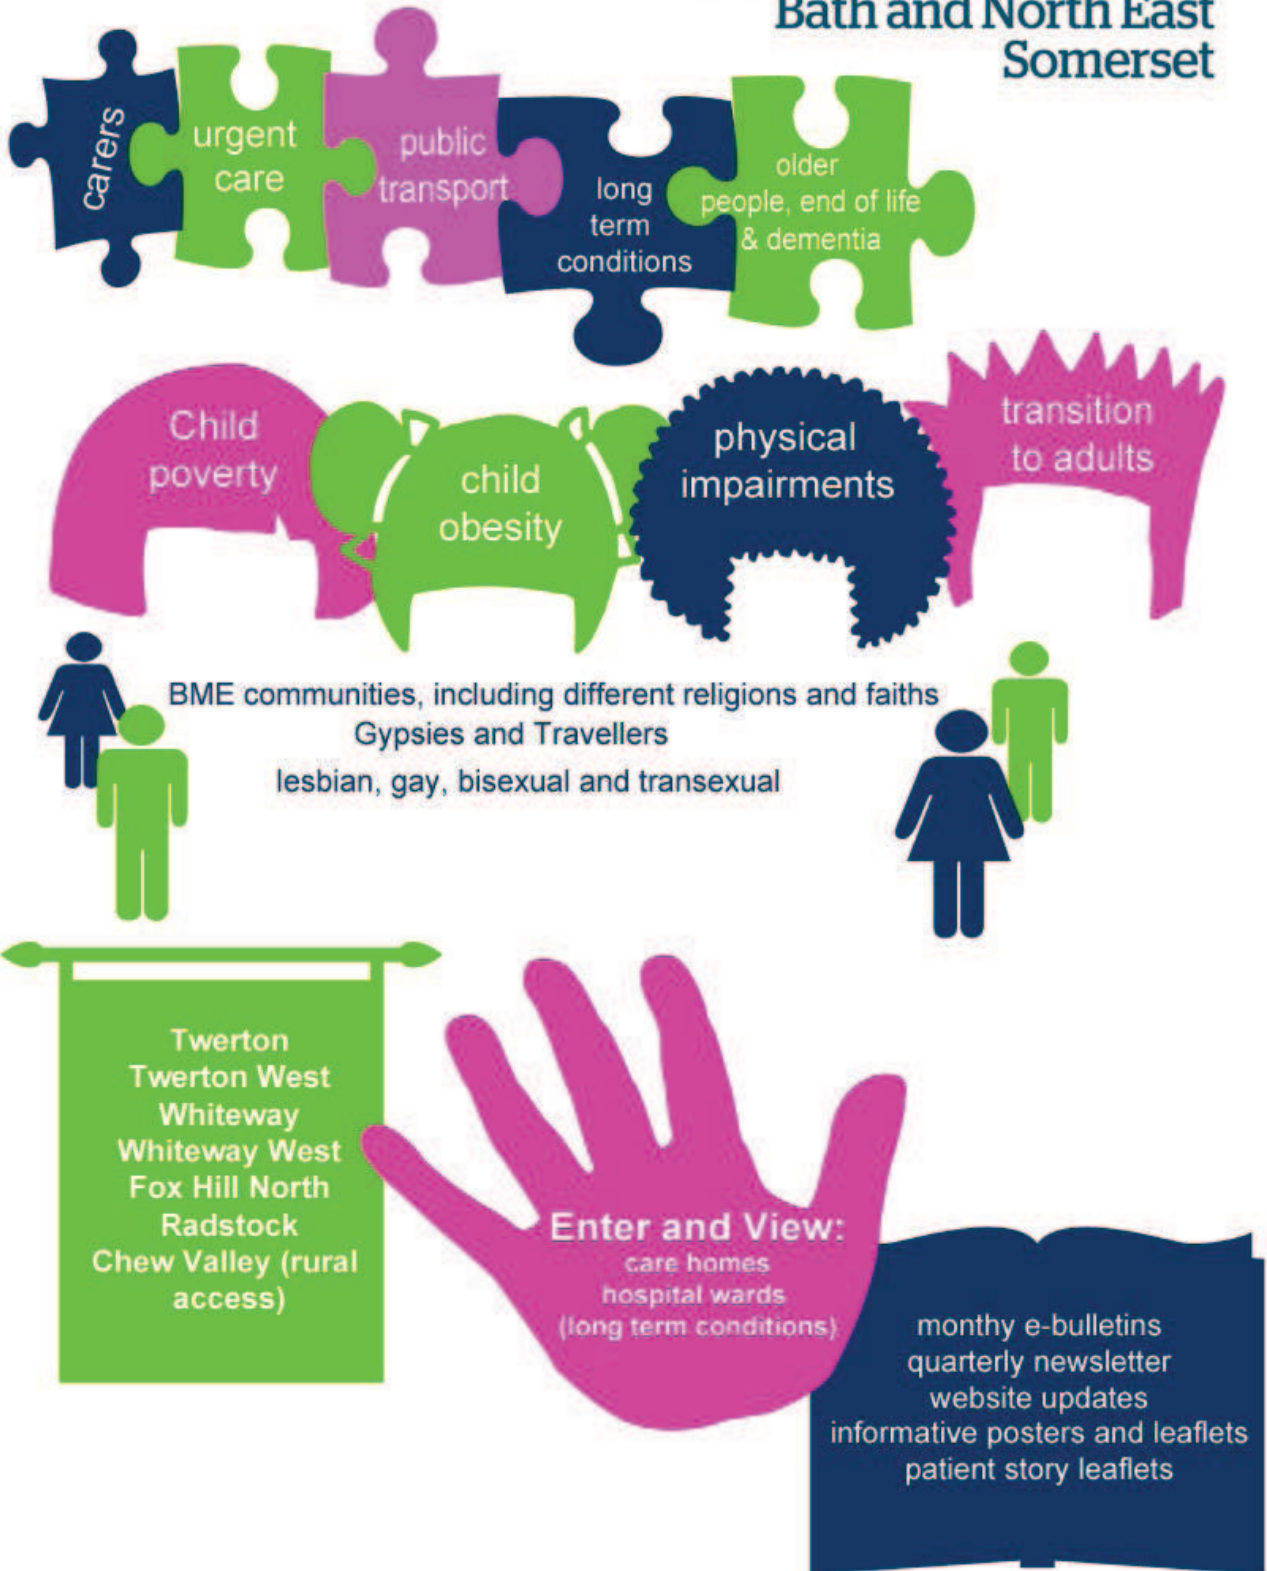 Bath and North East
Somerset
carers
urgent
care
public
transport
long
term
conditions
older
people, end of life
& dementia
Child
poverty
child
obesity
physical
impairments
transition
to adults
BME communities, including different religions and faiths
Gypsies and Travellers
lesbian, gay, bisexual and transexual
Twerton
Twerton West
Whiteway
Whiteway West
Fox Hill North
Radstock
Chew Valley (rural
access)
Enter and View:
care homes
hospital wards
(long term conditions)
monthy e-bulletins
quarterly newsletter
website updates
informative posters and leaflets
patient story leaflets